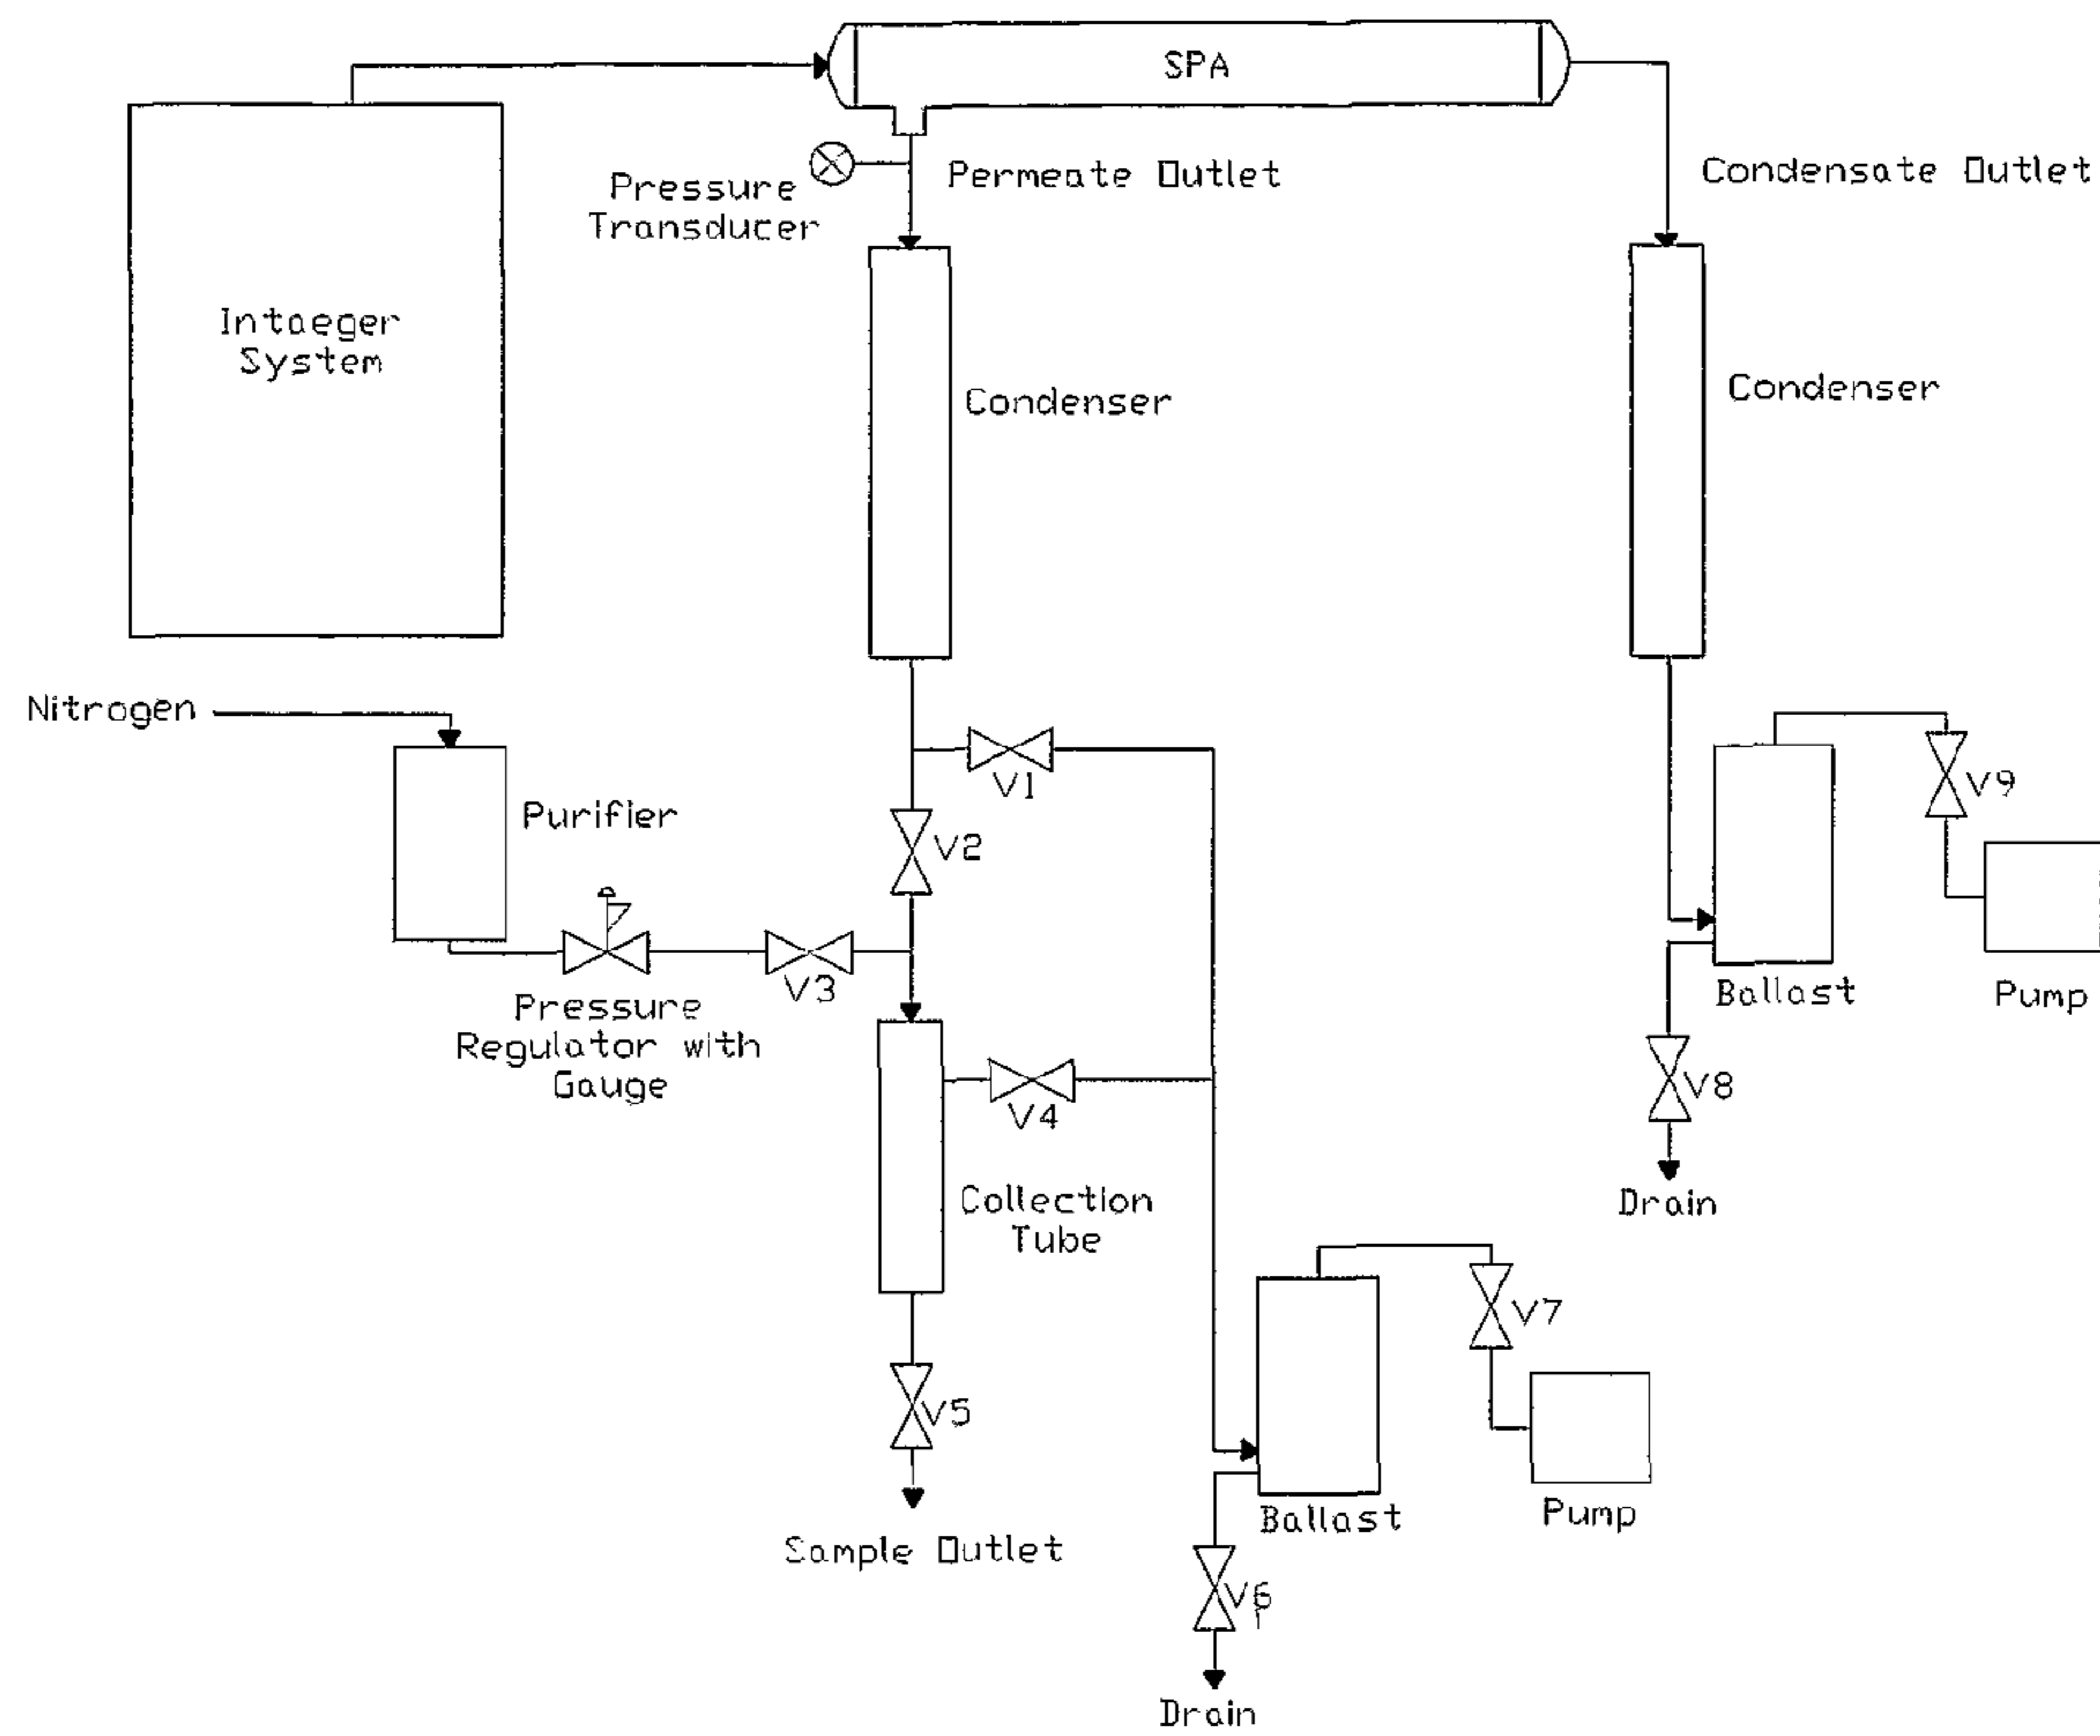 SPA
Permeate Outlet
Condensate Outlet
Pressure
Transducer
Intaeger
System
Condenser
Condenser
Nitrogen
Purifier
V1
V2
V9
Pressure
Regulator with
Gauge
V3
Ballast
Pump
V4
V8
Collection
Tube
Drain
V7
V5
Ballast
Pump
Sample Outlet
V6
Drain